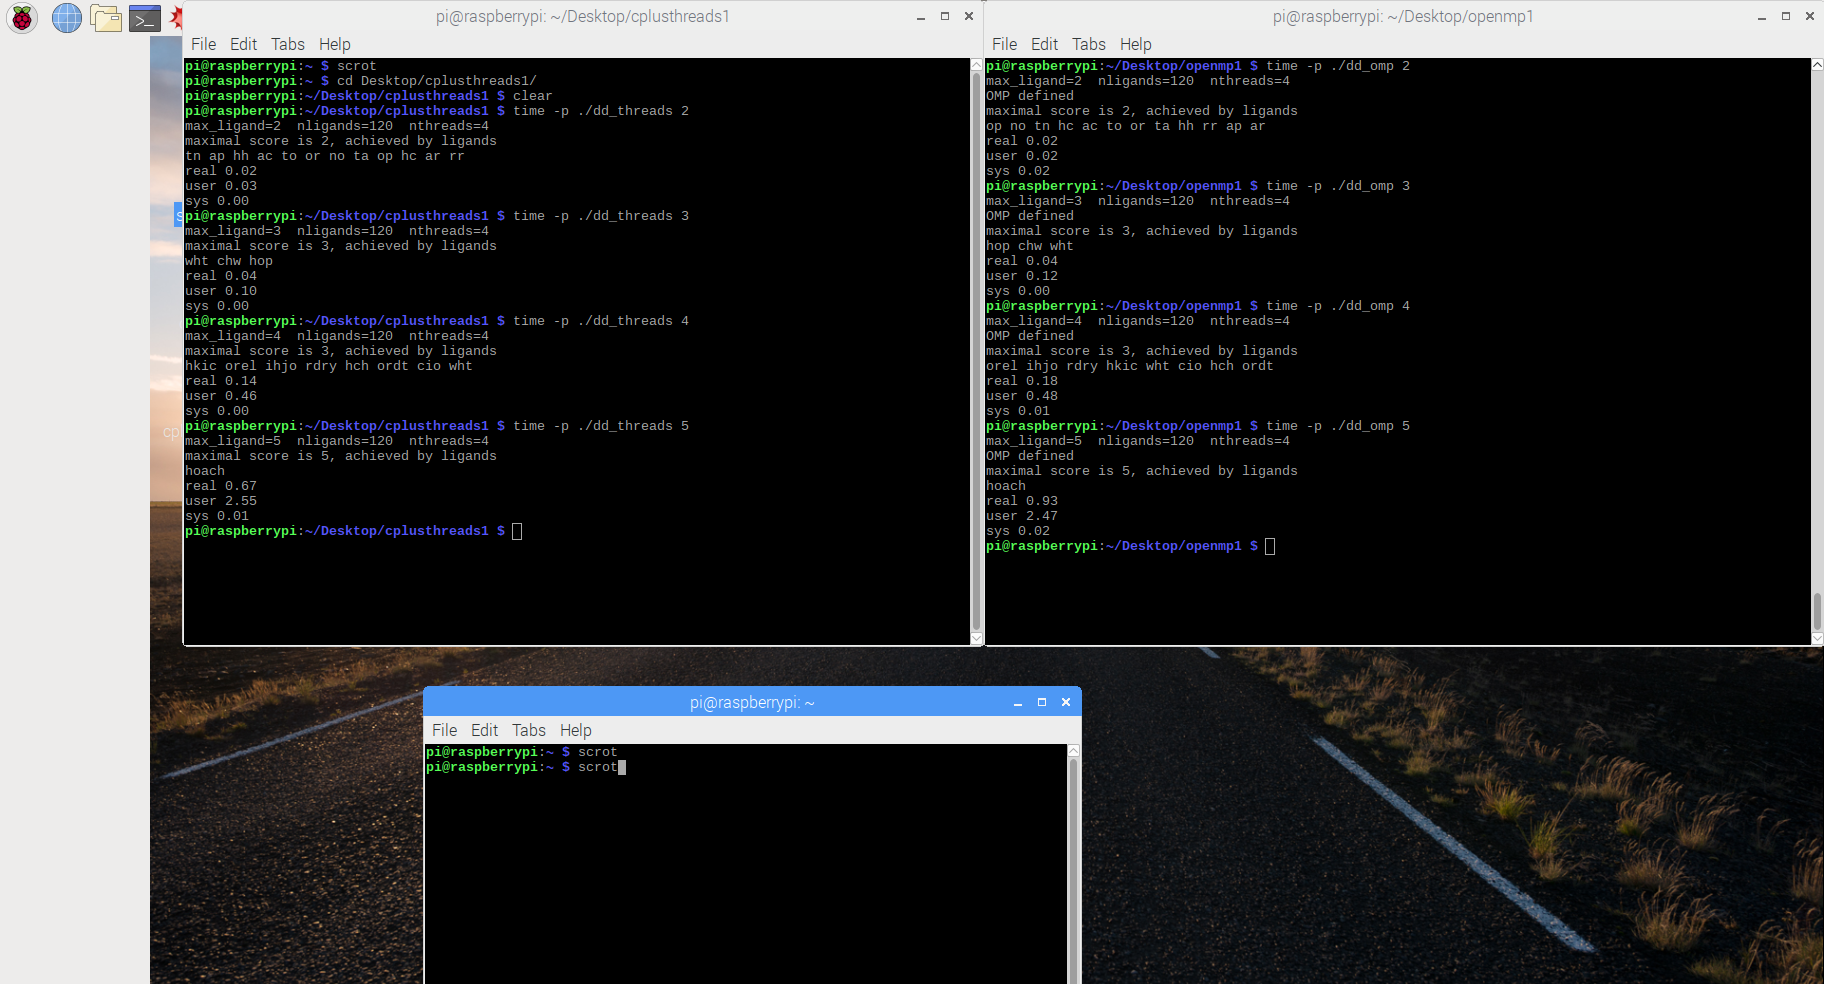 pi@raspberrypi: ~/Desktop/cplusthreads1
File Edit Tabs Help
pi@raspberrypi:~ $ scrot
pi@raspberrypi:~ $ cd Desktop/cplusthreads1/
pi@raspberrypi:~/Desktop/cplusthreads1 $ clear
pi@raspberrypi:~/Desktop/cplusthreads1 $ time -p ./dd_threads 2
max_ligand=2  nligands=120  nthreads=4
maximal score is 2, achieved by ligands
tn ap hh ac to or no ta op hc ar rr
real 0.02
user 0.03
sys 0.00
pi@raspberrypi:~/Desktop/cplusthreads1 $ time -p ./dd_threads 3
max_ligand=3  nligands=120  nthreads=4
maximal score is 3, achieved by ligands
wht chw hop
real 0.04
user 0.10
sys 0.00
pi@raspberrypi:~/Desktop/cplusthreads1 $ time -p ./dd_threads 4
max_ligand=4  nligands=120  nthreads=4
maximal score is 3, achieved by ligands
hkic orel ihjo rdry hch ordt cio wht
real 0.14
user 0.46
sys 0.00
pi@raspberrypi:~/Desktop/cplusthreads1 $ time -p ./dd_threads 5
max_ligand=5  nligands=120  nthreads=4
maximal score is 5, achieved by ligands
hoach
real 0.67
user 2.55
sys 0.01
pi@raspberrypi:~/Desktop/cplusthreads1 $
pi@raspberrypi: ~/Desktop/openmp1
File Edit Tabs Help
pi@raspberrypi:~/Desktop/openmp1 $ time -p ./dd_omp 2
max_ligand=2  nligands=120  nthreads=4
OMP defined
maximal score is 2, achieved by ligands
op no tn hc ac to or ta hh rr ap ar
real 0.02
user 0.02
sys 0.02
pi@raspberrypi:~/Desktop/openmp1 $ time -p ./dd_omp 3
max_ligand=3  nligands=120  nthreads=4
OMP defined
maximal score is 3, achieved by ligands
hop chw wht
real 0.04
user 0.12
sys 0.00
pi@raspberrypi:~/Desktop/openmp1 $ time -p ./dd_omp 4
max_ligand=4  nligands=120  nthreads=4
OMP defined
maximal score is 3, achieved by ligands
orel ihjo rdry hkic wht cio hch ordt
real 0.18
user 0.48
sys 0.01
pi@raspberrypi:~/Desktop/openmp1 $ time -p ./dd_omp 5
max_ligand=5  nligands=120  nthreads=4
OMP defined
maximal score is 5, achieved by ligands
hoach
real 0.93
user 2.47
sys 0.02
pi@raspberrypi:~/Desktop/openmp1 $
pi@raspberrypi: ~
File Edit Tabs Help
pi@raspberrypi:~ $ scrot
pi@raspberrypi:~ $ scrot